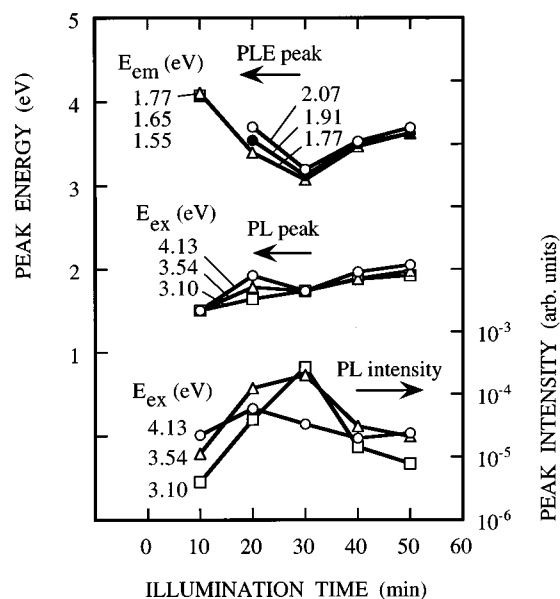 5
4
3
2
1
PEAK ENERGY (eV)
E_em (eV)
1.77
1.65
1.55
PLE peak
2.07
1.91
1.77
E_ex (eV)
4.13
3.54
3.10
PL peak
E_ex (eV)
4.13
3.54
3.10
PL intensity
10^-3
10^-4
10^-5
10^-6
PEAK INTENSITY (arb. units)
0 10 20 30 40 50 60
ILLUMINATION TIME (min)